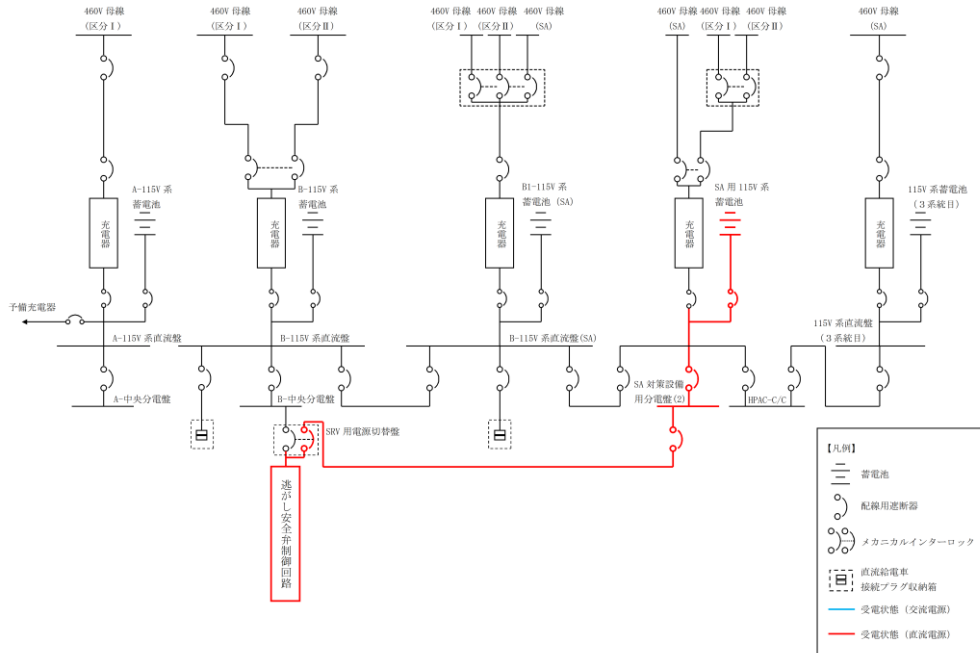 460V 母線
(区分Ⅰ)
460V 母線
(区分Ⅰ)
460V 母線
(区分Ⅱ)
460V 母線
(区分Ⅰ)
460V 母線
(区分Ⅱ)
460V 母線
(SA)
460V 母線
(SA)
460V 母線
(区分Ⅰ)
460V 母線
(区分Ⅱ)
460V 母線
(SA)
A-115V 系
蓄電池
充電器
B-115V 系
蓄電池
充電器
B1-115V 系
蓄電池(SA)
充電器
SA 用 115V 系
蓄電池
充電器
115V 系蓄電池
(3系統目)
充電器
予備充電器
A-115V 系直流盤
B-115V 系直流盤
B-115V 系直流盤(SA)
115V 系直流盤
(3系統目)
A-中央分電盤
B-中央分電盤
SA 対策設備
用分電盤(2)
HPAC-C/C
SRV 用電源切替盤
逃がし安全弁制御回路
【凡例】
蓄電池
配線用遮断器
メカニカルインターロック
直流給電車
接続プラグ収納箱
受電状態(交流電源)
受電状態(直流電源)